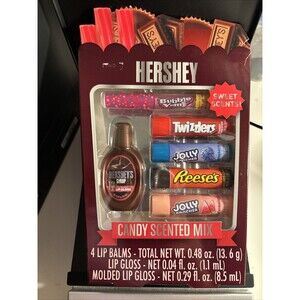 HERSHEY
SWEET
SCENTS!
Bubble
Yum
Twizzlers
JOLLY
RANCHER
HERSHEY'S
SYRUP
LIP GLOSS
Reese's
JOLLY
CANDY SCENTED MIX
4 LIP BALMS - TOTAL NET WT. 0.48 oz. (13.6 g)
LIP GLOSS - NET 0.04 fl. oz. (1.1 mL)
MOLDED LIP GLOSS - NET 0.29 fl. oz. (8.5 mL)